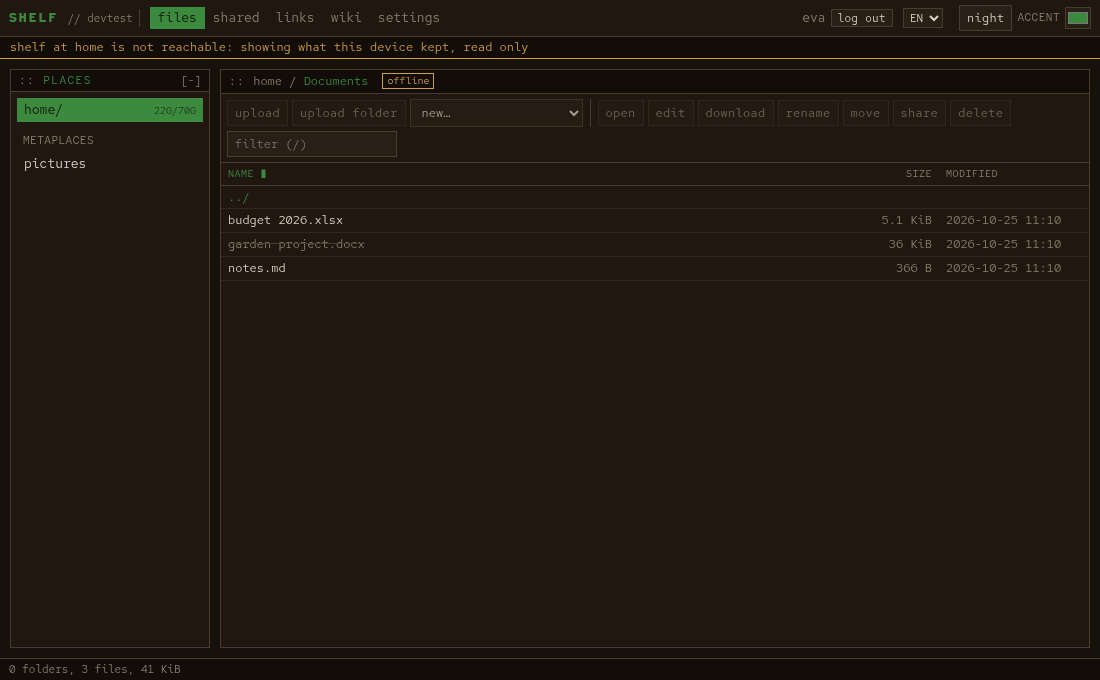 SHELF // devtest files shared links wiki settings eva log out EN night ACCENT
shelf at home is not reachable: showing what this device kept, read only
:: PLACES [-]
home/ 22G/70G
METAPLACES
pictures
:: home / Documents offline
upload upload folder new… open edit download rename move share delete
filter (/)
NAME SIZE MODIFIED
../
budget 2026.xlsx 5.1 KiB 2026-10-25 11:10
garden project.docx 36 KiB 2026-10-25 11:10
notes.md 366 B 2026-10-25 11:10
0 folders, 3 files, 41 KiB